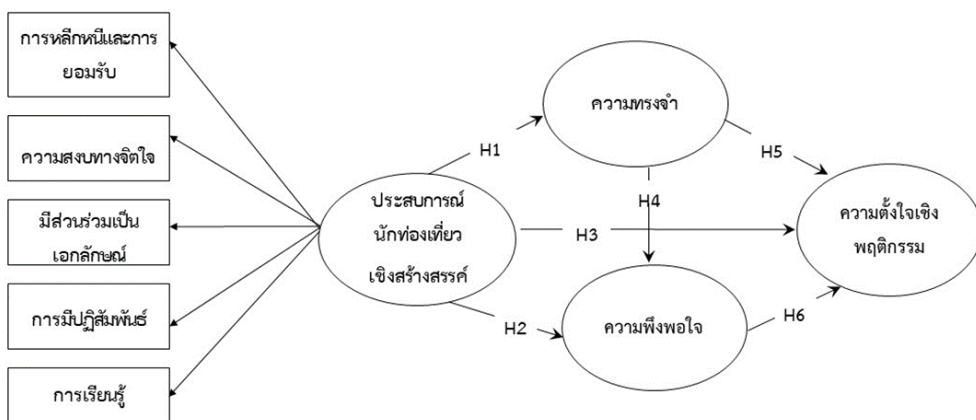 การหลีกหนีและการ
ยอมรับ
ความสงบทางจิตใจ
มีส่วนร่วมเป็น
เอกลักษณ์
การมีปฏิสัมพันธ์
การเรียนรู้
ประสบการณ์
นักท่องเที่ยว
เชิงสร้างสรรค์
H1
H2
H3
ความทรงจำ
H4
ความพึงพอใจ
H5
H6
ความตั้งใจเชิง
พฤติกรรม